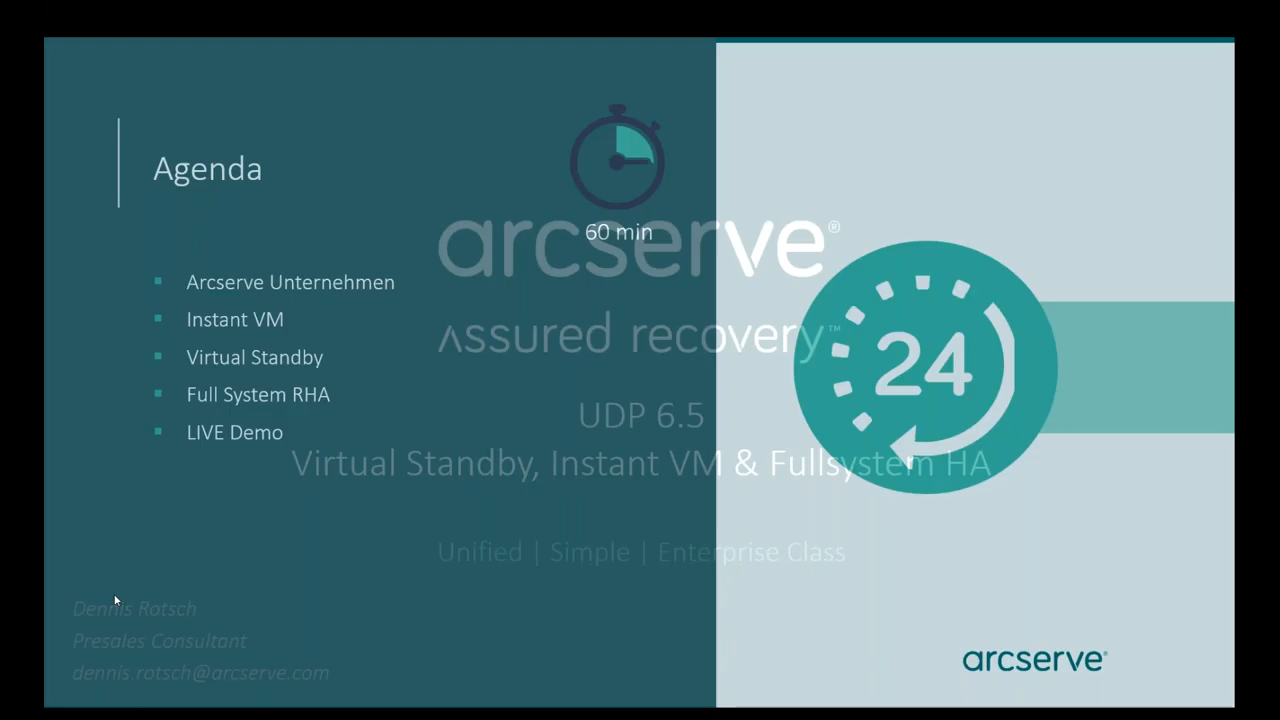 Agenda
60 min
arcserve®
Arcserve Unternehmen
Instant VM
assured recovery™
Virtual Standby
24
Full System RHA
UDP 6.5
LIVE Demo
Virtual Standby, Instant VM & Fullsystem HA
Unified | Simple | Enterprise Class
Dennis Rotsch
Presales Consultant
dennis.rotsch@arcserve.com
arcserve®